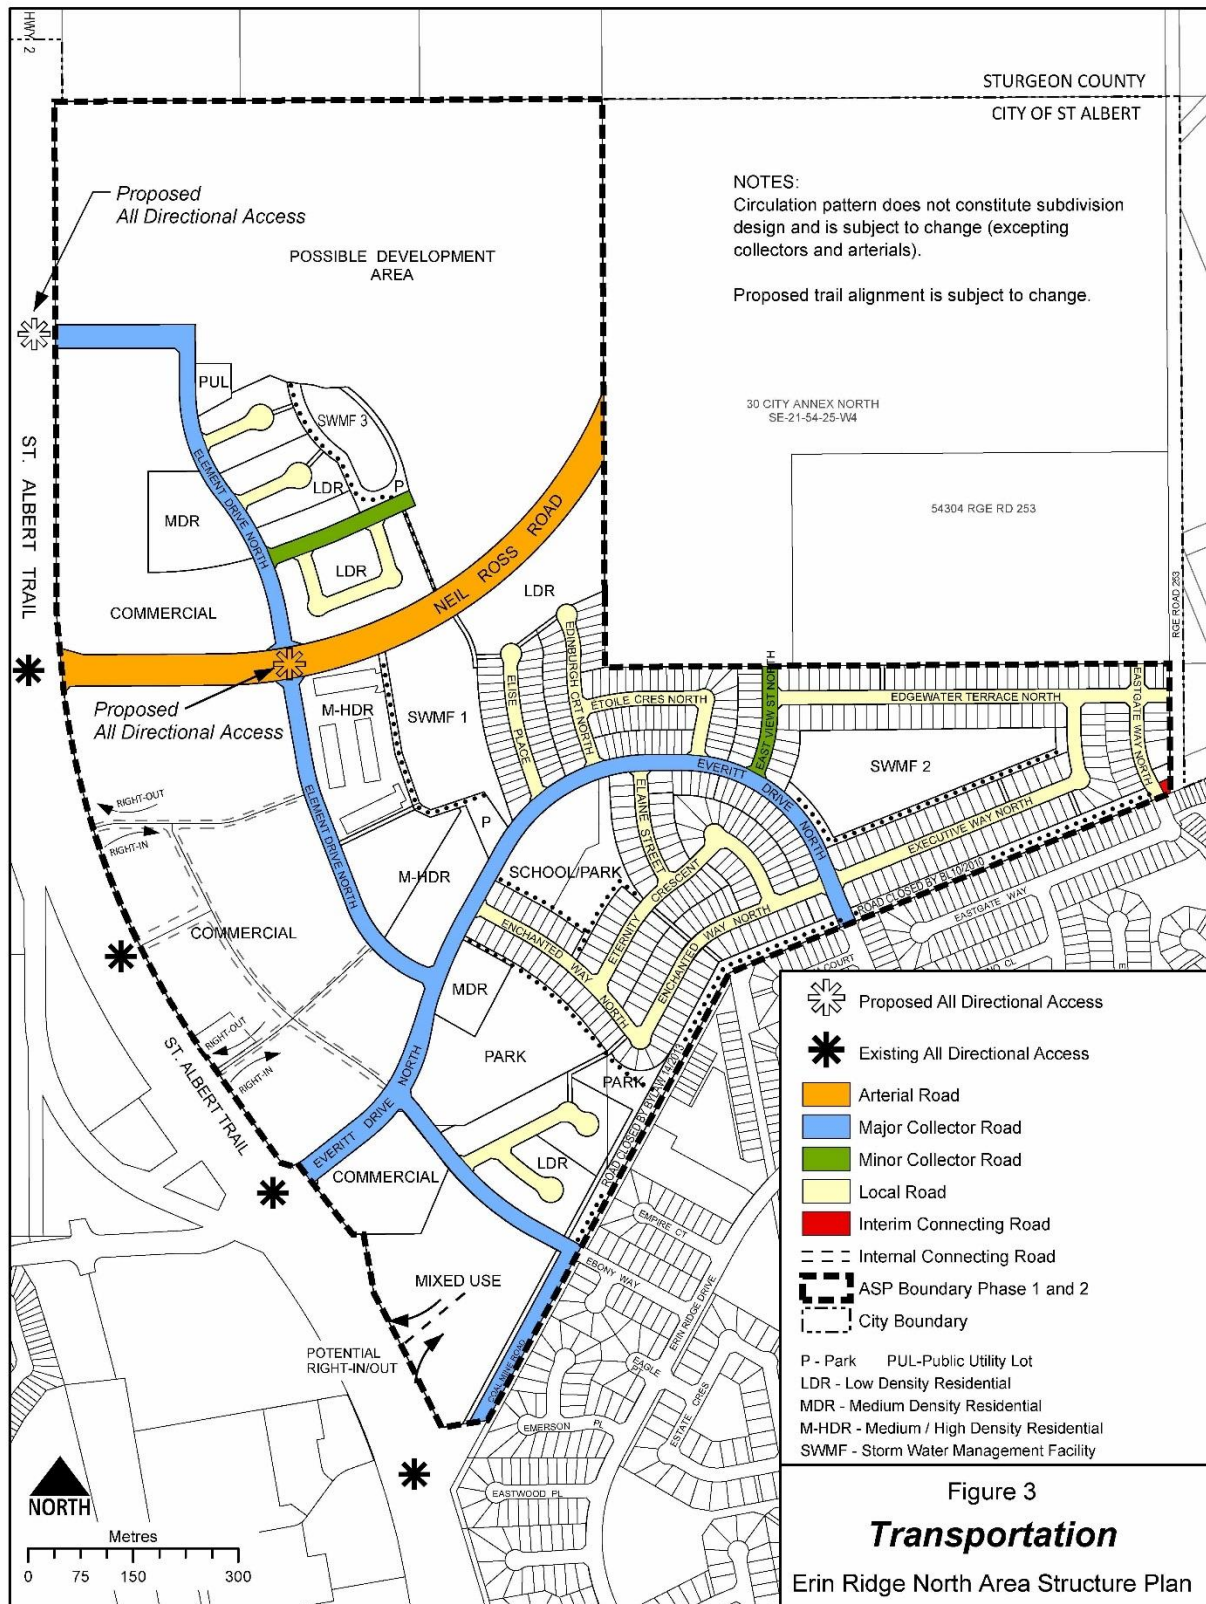 HWY 2
STURGEON COUNTY
CITY OF ST ALBERT
Proposed
All Directional Access
NOTES:
Circulation pattern does not constitute subdivision
design and is subject to change (excepting
collectors and arterials).
Proposed trail alignment is subject to change.
POSSIBLE DEVELOPMENT
AREA
PUL
SWMF 3
30 CITY ANNEX NORTH
SE-21-54-25-W4
ST. ALBERT TRAIL
ELEMENT DRIVE NORTH
LDR
P
MDR
54304 RGE RD 253
LDR
NEIL ROSS ROAD
LDR
RGE ROAD 253
COMMERCIAL
EDINBURGH CRT NORTH
ELISE PLACE
ETOILE CRES NORTH
EAST VIEW ST NORTH
EDGEWATER TERRACE NORTH
EASTGATE WAY NORTH
M-HDR
SWMF 1
Proposed
All Directional Access
EVERITT DRIVE NORTH
SWMF 2
ELAINE STREET
RIGHT-OUT
RIGHT-IN
ELEMENT DRIVE NORTH
P
EXECUTIVE WAY NORTH
M-HDR
SCHOOL/PARK
ETERNITY CRESCENT
ROAD CLOSED BY BL10/2010
EASTGATE WAY
COMMERCIAL
ENCHANTED WAY NORTH
ENCHANTED WAY NORTH
COURT
CL
MDR
RIGHT-OUT
RIGHT-IN
ST. ALBERT TRAIL
PARK
PARK
ROAD CLOSED BY BYLAW 14/2013
EVERITT DRIVE NORTH
COMMERCIAL
LDR
EMPIRE CT
EBONY WAY
ERIN RIDGE DRIVE
MIXED USE
POTENTIAL
RIGHT-IN/OUT
COAL MINE ROAD
EAGLE PT
ESTATE CRES
EMERSON PL
EASTWOOD PL
Proposed All Directional Access
Existing All Directional Access
Arterial Road
Major Collector Road
Minor Collector Road
Local Road
Interim Connecting Road
Internal Connecting Road
ASP Boundary Phase 1 and 2
City Boundary
P - Park PUL-Public Utility Lot
LDR - Low Density Residential
MDR - Medium Density Residential
M-HDR - Medium / High Density Residential
SWMF - Storm Water Management Facility
NORTH
Metres
0 75 150 300
Figure 3
Transportation
Erin Ridge North Area Structure Plan